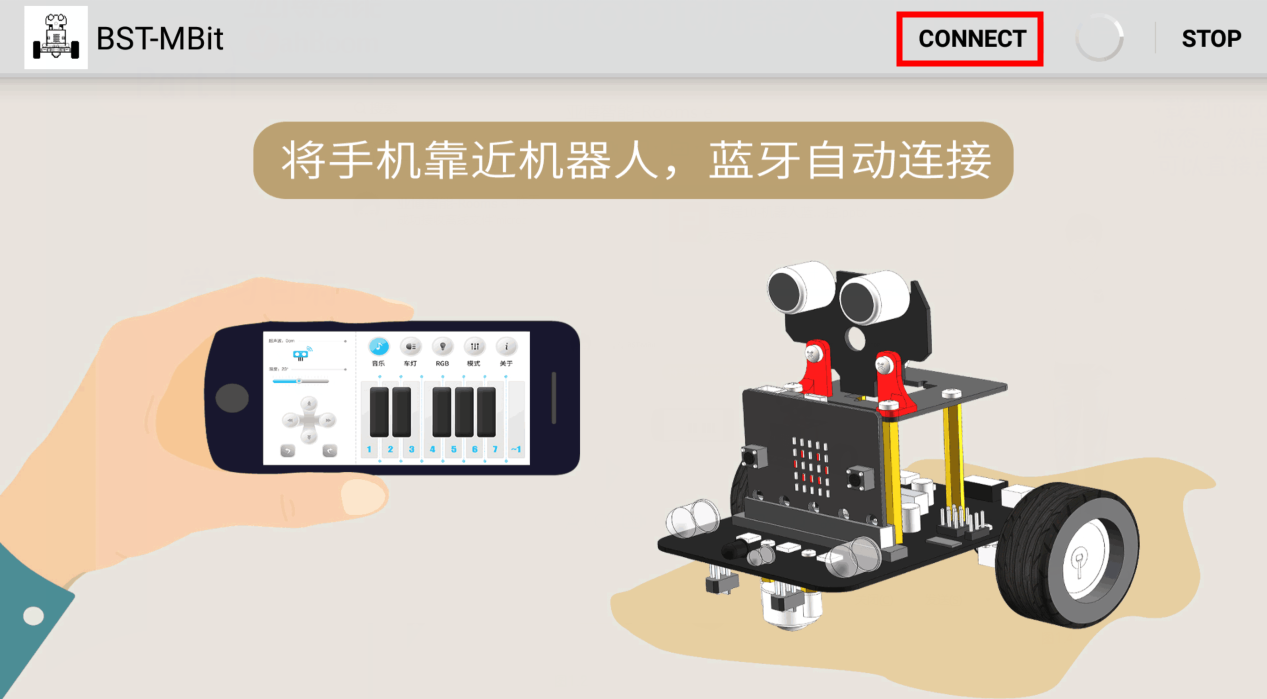 BST-MBit
CONNECT
STOP
将手机靠近机器人，蓝牙自动连接
音乐 车灯 RGB 模式 关于
1 2 3 4 5 6 7 ~1